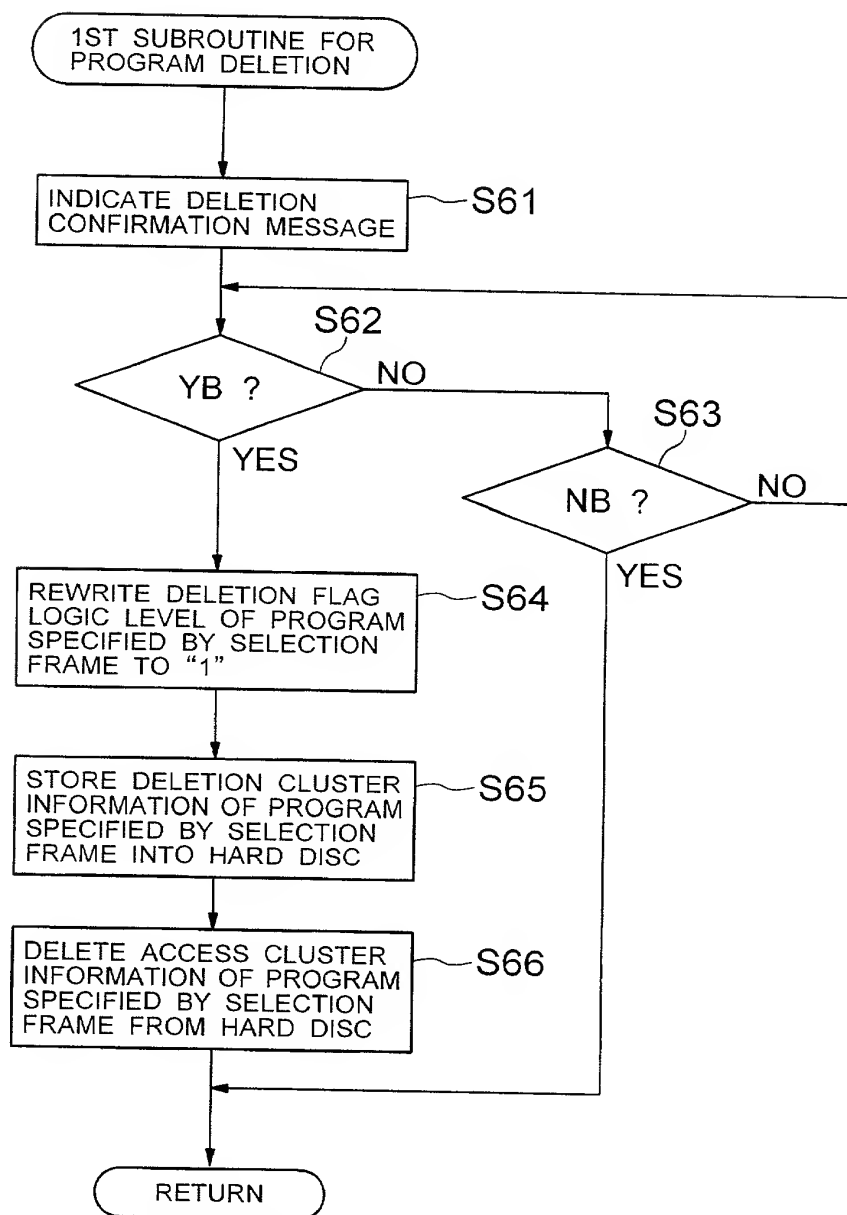 1ST SUBROUTINE FOR
PROGRAM DELETION
INDICATE DELETION
CONFIRMATION MESSAGE
S61
S62
YB ?
NO
YES
S63
NB ?
NO
YES
REWRITE DELETION FLAG
LOGIC LEVEL OF PROGRAM
SPECIFIED BY SELECTION
FRAME TO “1”
S64
STORE DELETION CLUSTER
INFORMATION OF PROGRAM
SPECIFIED BY SELECTION
FRAME INTO HARD DISC
S65
DELETE ACCESS CLUSTER
INFORMATION OF PROGRAM
SPECIFIED BY SELECTION
FRAME FROM HARD DISC
S66
RETURN